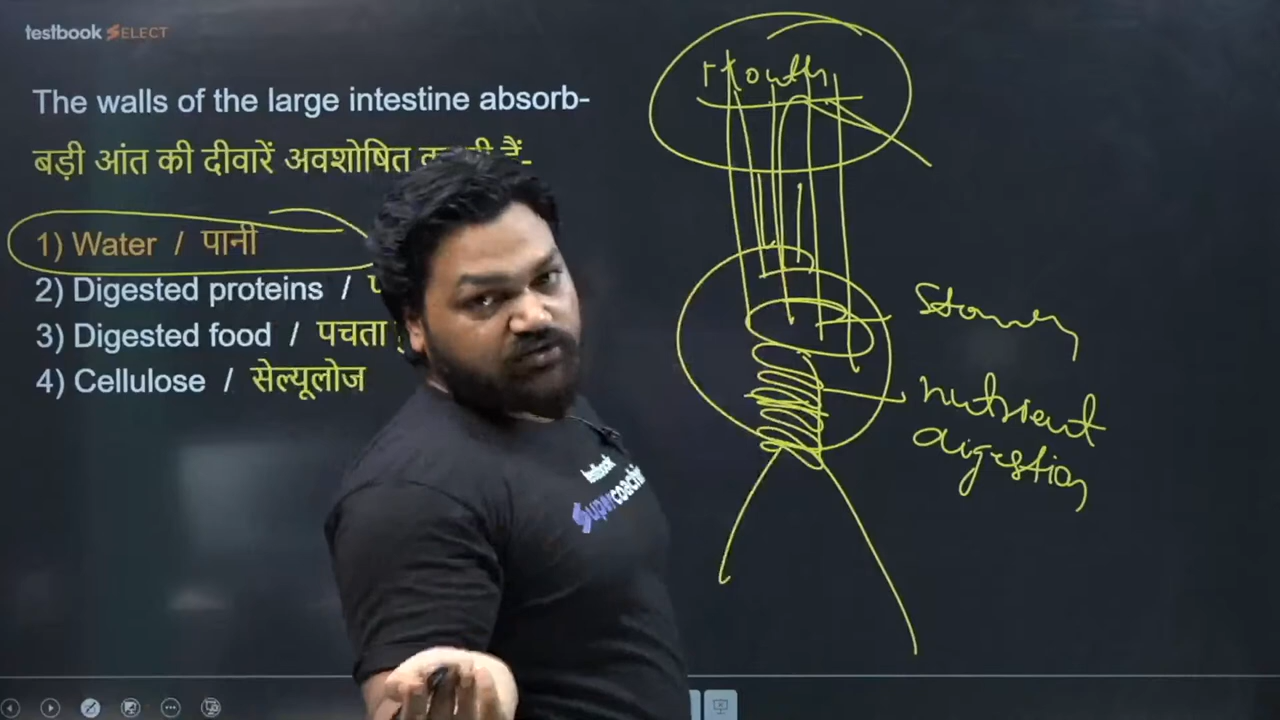 testbook SELECT
The walls of the large intestine absorb-
बड़ी आंत की दीवारें अवशोषित हैं-
1) Water / पानी
2) Digested proteins /
3) Digested food / पचता
4) Cellulose / सेल्यूलोज
Mouth
nutrient
digestion
testbook
Supercoaching